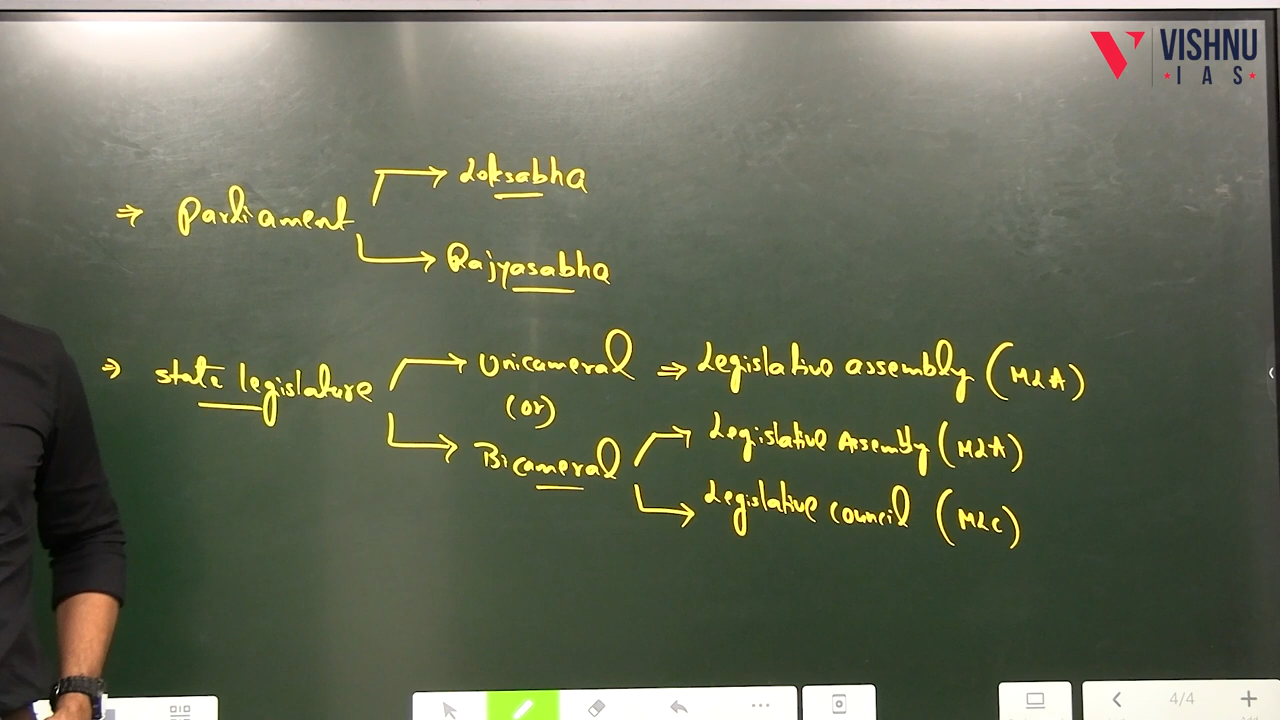 VISHNU
IAS
⇒ Parliament → Loksabha
→ Rajyasabha
⇒ state legislature → Unicameral ⇒ Legislative assembly (MLA)
(or)
→ Bicameral → Legislative Assembly (MLA)
→ Legislative council (MLC)
4/4